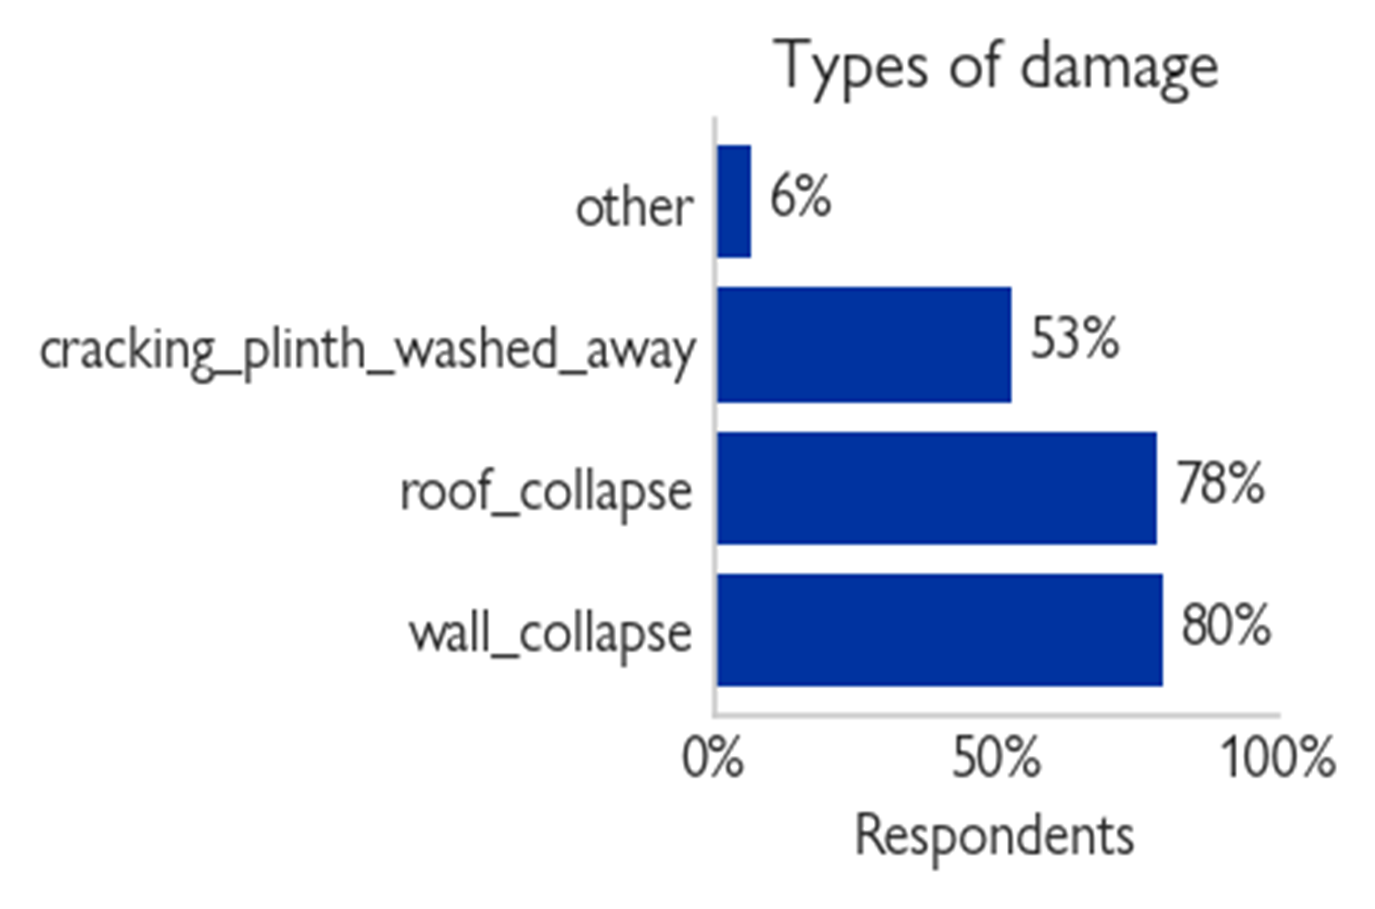 Types of damage
other 6%
cracking_plinth_washed_away 53%
roof_collapse 78%
wall_collapse 80%
0% 50% 100%
Respondents